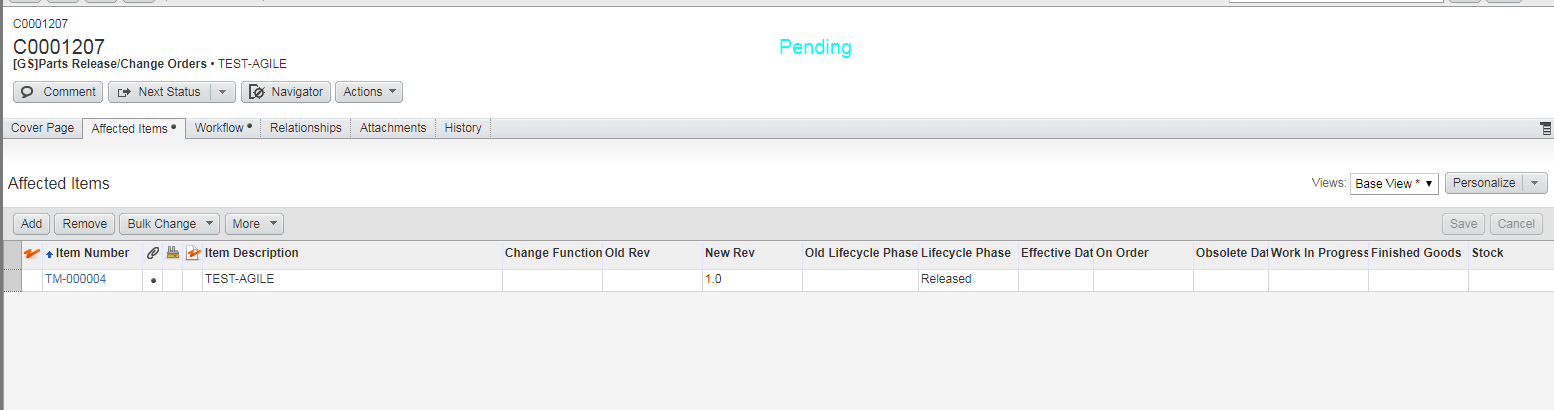 C0001207
C0001207
Pending
[GS]Parts Release/Change Orders • TEST-AGILE
Comment Next Status Navigator Actions
Cover Page Affected Items • Workflow • Relationships Attachments History
Affected Items
Views: Base View * Personalize
Add Remove Bulk Change More Save Cancel
Item Number Item Description Change Function Old Rev New Rev Old Lifecycle Phase Lifecycle Phase Effective Dat On Order Obsolete Dat Work In Progress Finished Goods Stock
TM-000004 • TEST-AGILE 1.0 Released